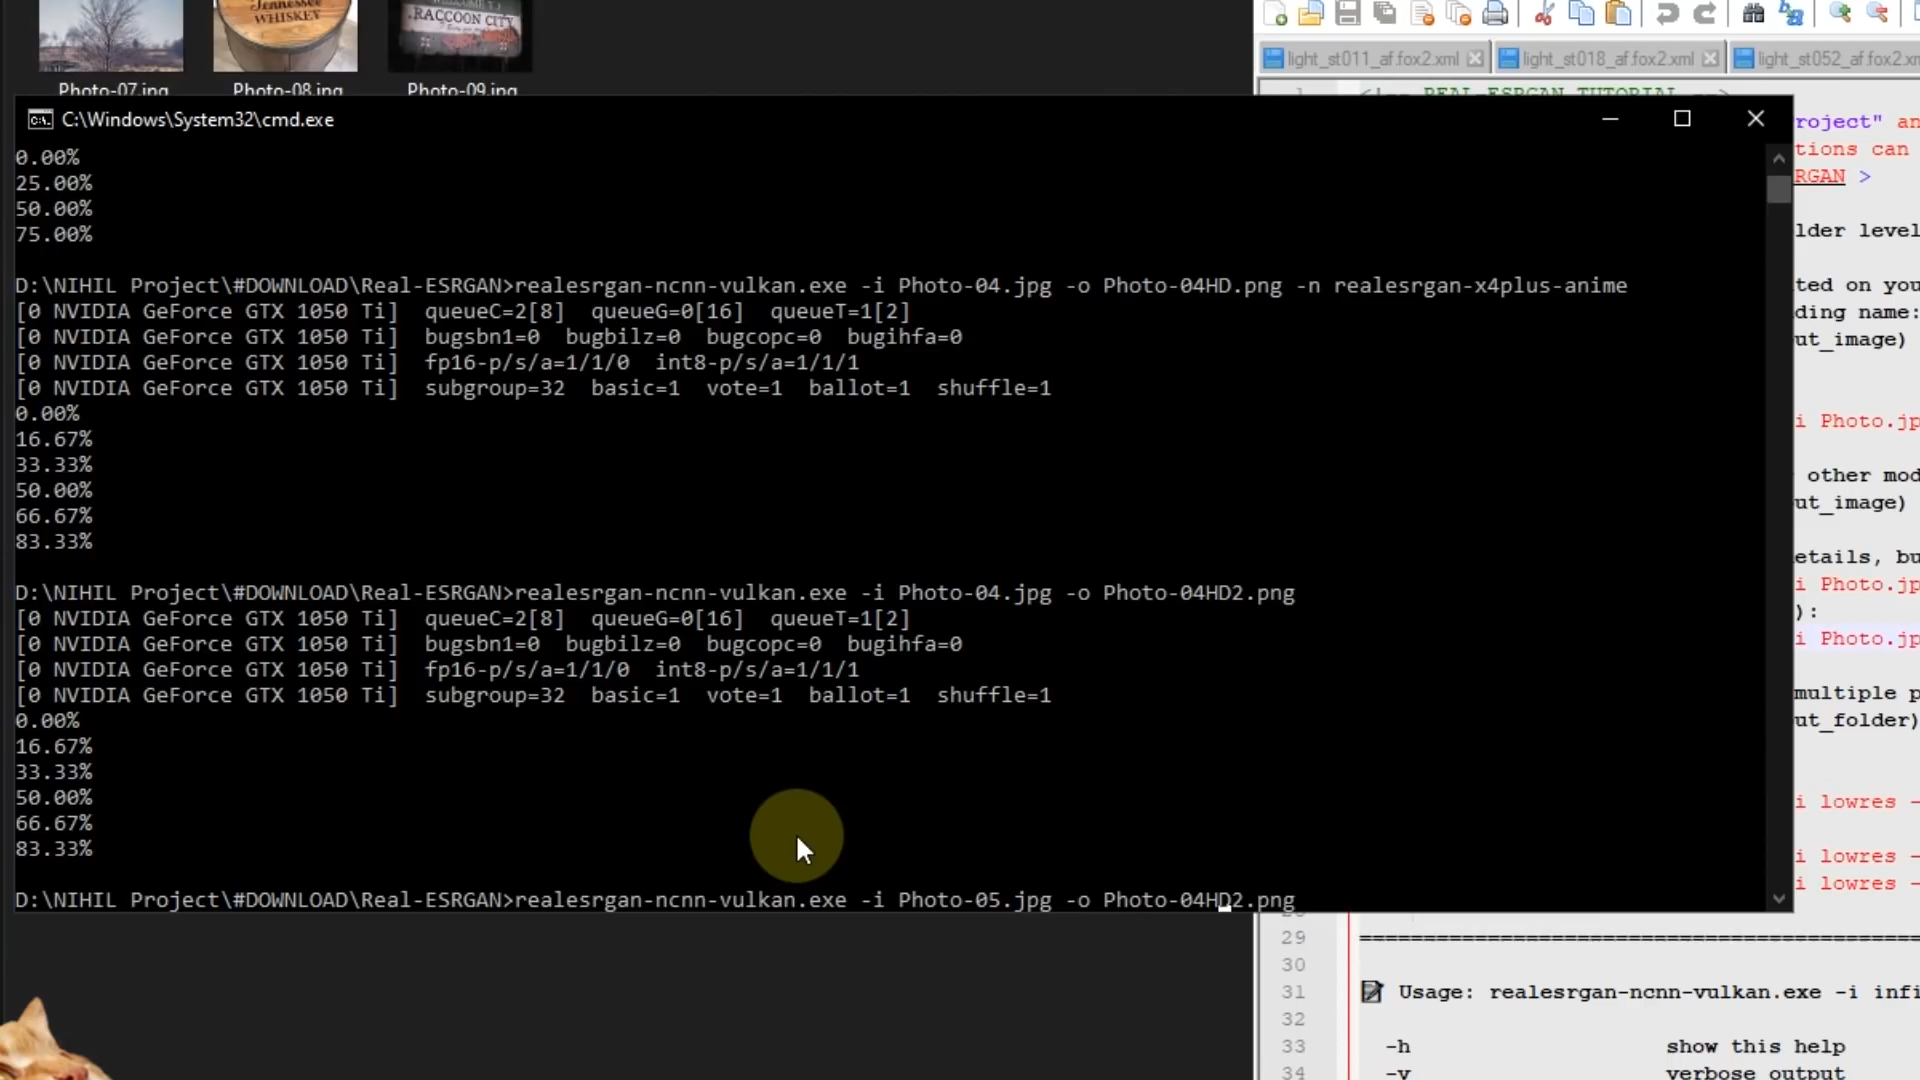 Tennessee
WHISKEY
RACCOON CITY
Photo-07.jpg
Photo-08.jpg
Photo-09.jpg
light_st011_af.fox2.xml
light_st018_af.fox2.xml
light_st052_af.fox2.xm
C:\Windows\System32\cmd.exe
0.00%
25.00%
50.00%
75.00%
D:\NIHIL Project\#DOWNLOAD\Real-ESRGAN>realesrgan-ncnn-vulkan.exe -i Photo-04.jpg -o Photo-04HD.png -n realesrgan-x4plus-anime
[0 NVIDIA GeForce GTX 1050 Ti]  queueC=2[8]  queueG=0[16]  queueT=1[2]
[0 NVIDIA GeForce GTX 1050 Ti]  bugsbn1=0  bugbilz=0  bugcopc=0  bugihfa=0
[0 NVIDIA GeForce GTX 1050 Ti]  fp16-p/s/a=1/1/0  int8-p/s/a=1/1/1
[0 NVIDIA GeForce GTX 1050 Ti]  subgroup=32  basic=1  vote=1  ballot=1  shuffle=1
0.00%
16.67%
33.33%
50.00%
66.67%
83.33%
D:\NIHIL Project\#DOWNLOAD\Real-ESRGAN>realesrgan-ncnn-vulkan.exe -i Photo-04.jpg -o Photo-04HD2.png
[0 NVIDIA GeForce GTX 1050 Ti]  queueC=2[8]  queueG=0[16]  queueT=1[2]
[0 NVIDIA GeForce GTX 1050 Ti]  bugsbn1=0  bugbilz=0  bugcopc=0  bugihfa=0
[0 NVIDIA GeForce GTX 1050 Ti]  fp16-p/s/a=1/1/0  int8-p/s/a=1/1/1
[0 NVIDIA GeForce GTX 1050 Ti]  subgroup=32  basic=1  vote=1  ballot=1  shuffle=1
0.00%
16.67%
33.33%
50.00%
66.67%
83.33%
D:\NIHIL Project\#DOWNLOAD\Real-ESRGAN>realesrgan-ncnn-vulkan.exe -i Photo-05.jpg -o Photo-04HD2.png
REAL-ESRGAN TUTORIAL
roject" an
tions can
RGAN >
lder level
ted on you
ding name:
ut_image)
i Photo.jp
other mod
ut_image)
etails, bu
i Photo.jp
):
i Photo.jp
multiple p
ut_folder)
i lowres -
i lowres -
i lowres -
29 ==========================================
30
31 Usage: realesrgan-ncnn-vulkan.exe -i infi
32
33 -h show this help
34 -v verbose output